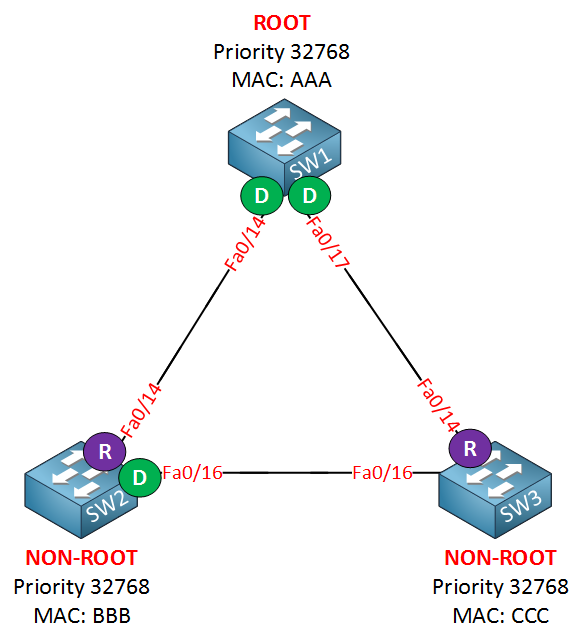 ROOT
Priority 32768
MAC: AAA
SW1
D
D
Fa0/14
Fa0/17
Fa0/14
Fa0/14
R
R
D
Fa0/16
Fa0/16
SW2
SW3
NON-ROOT
NON-ROOT
Priority 32768
Priority 32768
MAC: BBB
MAC: CCC